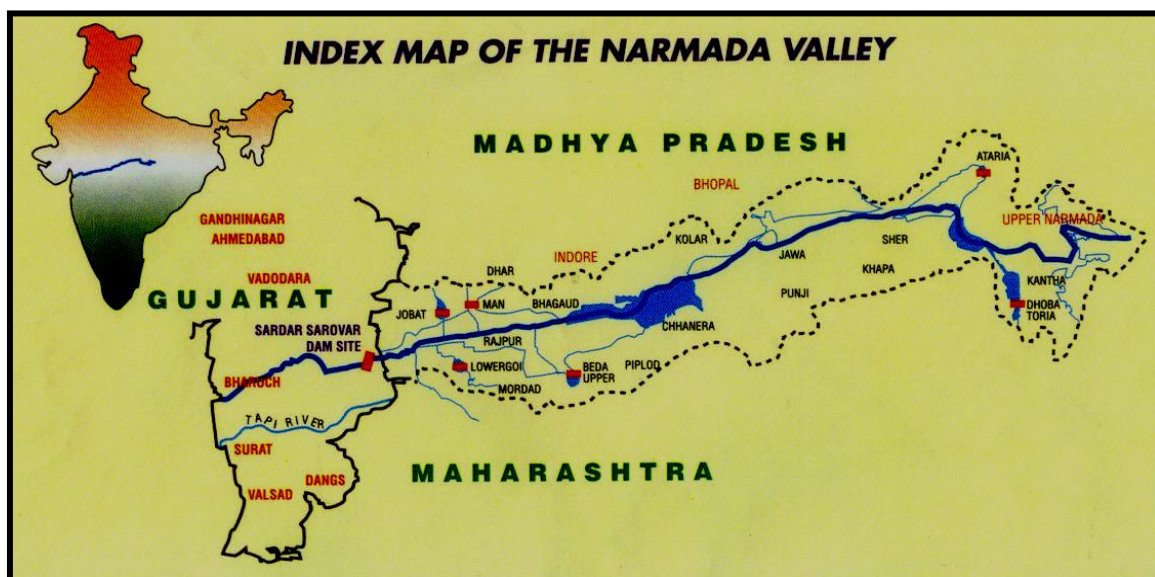 INDEX MAP OF THE NARMADA VALLEY
MADHYA PRADESH
ATARIA
BHOPAL
GANDHINAGAR
AHMEDABAD
UPPER NARMADA
KOLAR
SHER
INDORE
JAWA
DHAR
KHAPA
VADODARA
KANTHA
GUJARAT
PUNJI
MAN
BHAGAUD
DHOBA
TORIA
JOBAT
CHHANERA
SARDAR SAROVAR
DAM SITE
RAJPUR
LOWERGOI
BEDA
UPPER
PIPLOD
BHARUCH
MORDAD
TAPI RIVER
SURAT
MAHARASHTRA
DANGS
VALSAD